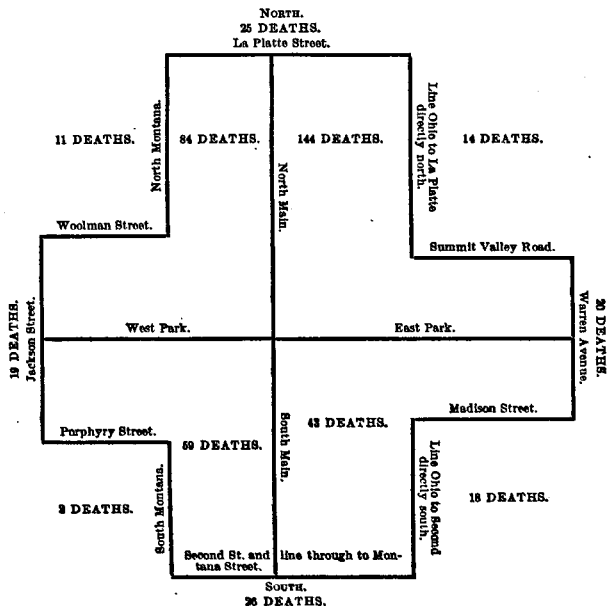 NORTH.
25 DEATHS.
La Platte Street.
11 DEATHS.
North Montana.
84 DEATHS.
144 DEATHS.
North Main.
Line Ohio to La Platte
directly north.
14 DEATHS.
Woolman Street.
Summit Valley Road.
19 DEATHS.
Jackson Street.
West Park.
East Park.
20 DEATHS.
Warren Avenue.
Porphyry Street.
59 DEATHS.
South Main.
43 DEATHS.
Madison Street.
DEATHS.
South Montana.
Line Ohio to Second
directly south.
18 DEATHS.
Second St. and line through to Mon-
tana Street.
SOUTH.
26 DEATHS.